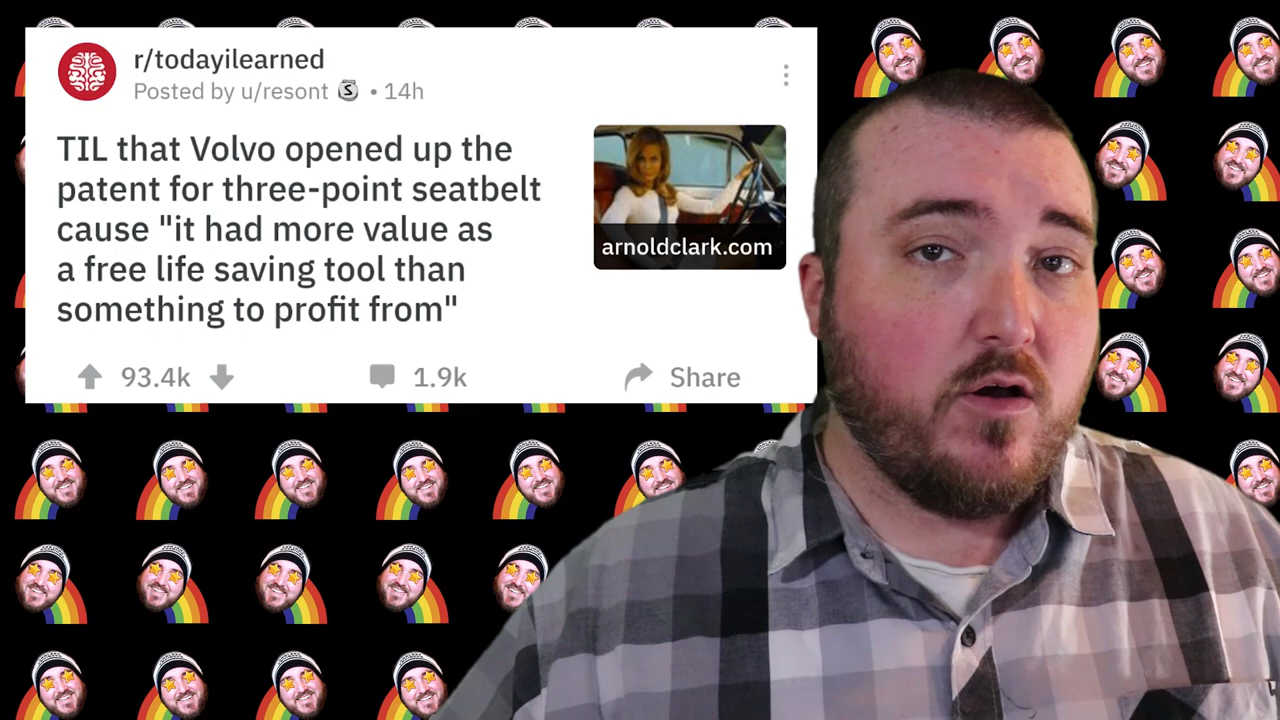 r/todayilearned
Posted by u/resont S • 14h
TIL that Volvo opened up the
patent for three-point seatbelt
cause "it had more value as
a free life saving tool than
something to profit from"
arnoldclark.com
93.4k 1.9k Share